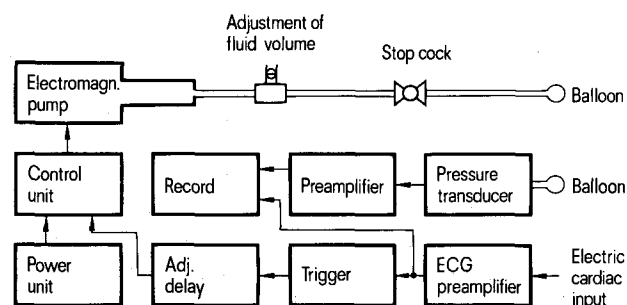 Adjustment of
fluid volume
Stop cock
Electromagn.
pump
Balloon
Control
unit
Record
Preamplifier
Pressure
transducer
Balloon
Power
unit
Adj.
delay
Trigger
ECG
preamplifier
Electric
cardiac
input